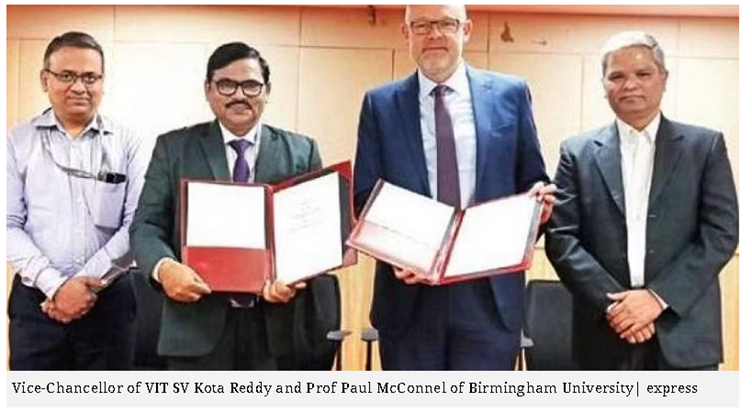 Vice-Chancellor of VIT SV Kota Reddy and Prof Paul McConnel of Birmingham University| express